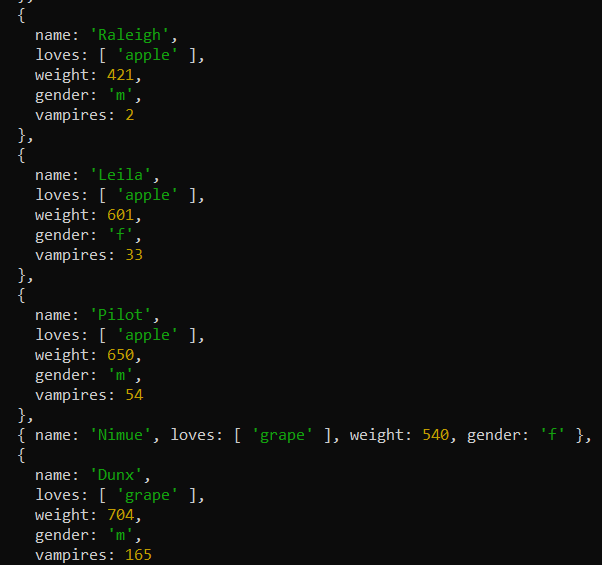 },
{
name: 'Raleigh',
loves: [ 'apple' ],
weight: 421,
gender: 'm',
vampires: 2
},
{
name: 'Leila',
loves: [ 'apple' ],
weight: 601,
gender: 'f',
vampires: 33
},
{
name: 'Pilot',
loves: [ 'apple' ],
weight: 650,
gender: 'm',
vampires: 54
},
{ name: 'Nimue', loves: [ 'grape' ], weight: 540, gender: 'f' },
{
name: 'Dunx',
loves: [ 'grape' ],
weight: 704,
gender: 'm',
vampires: 165